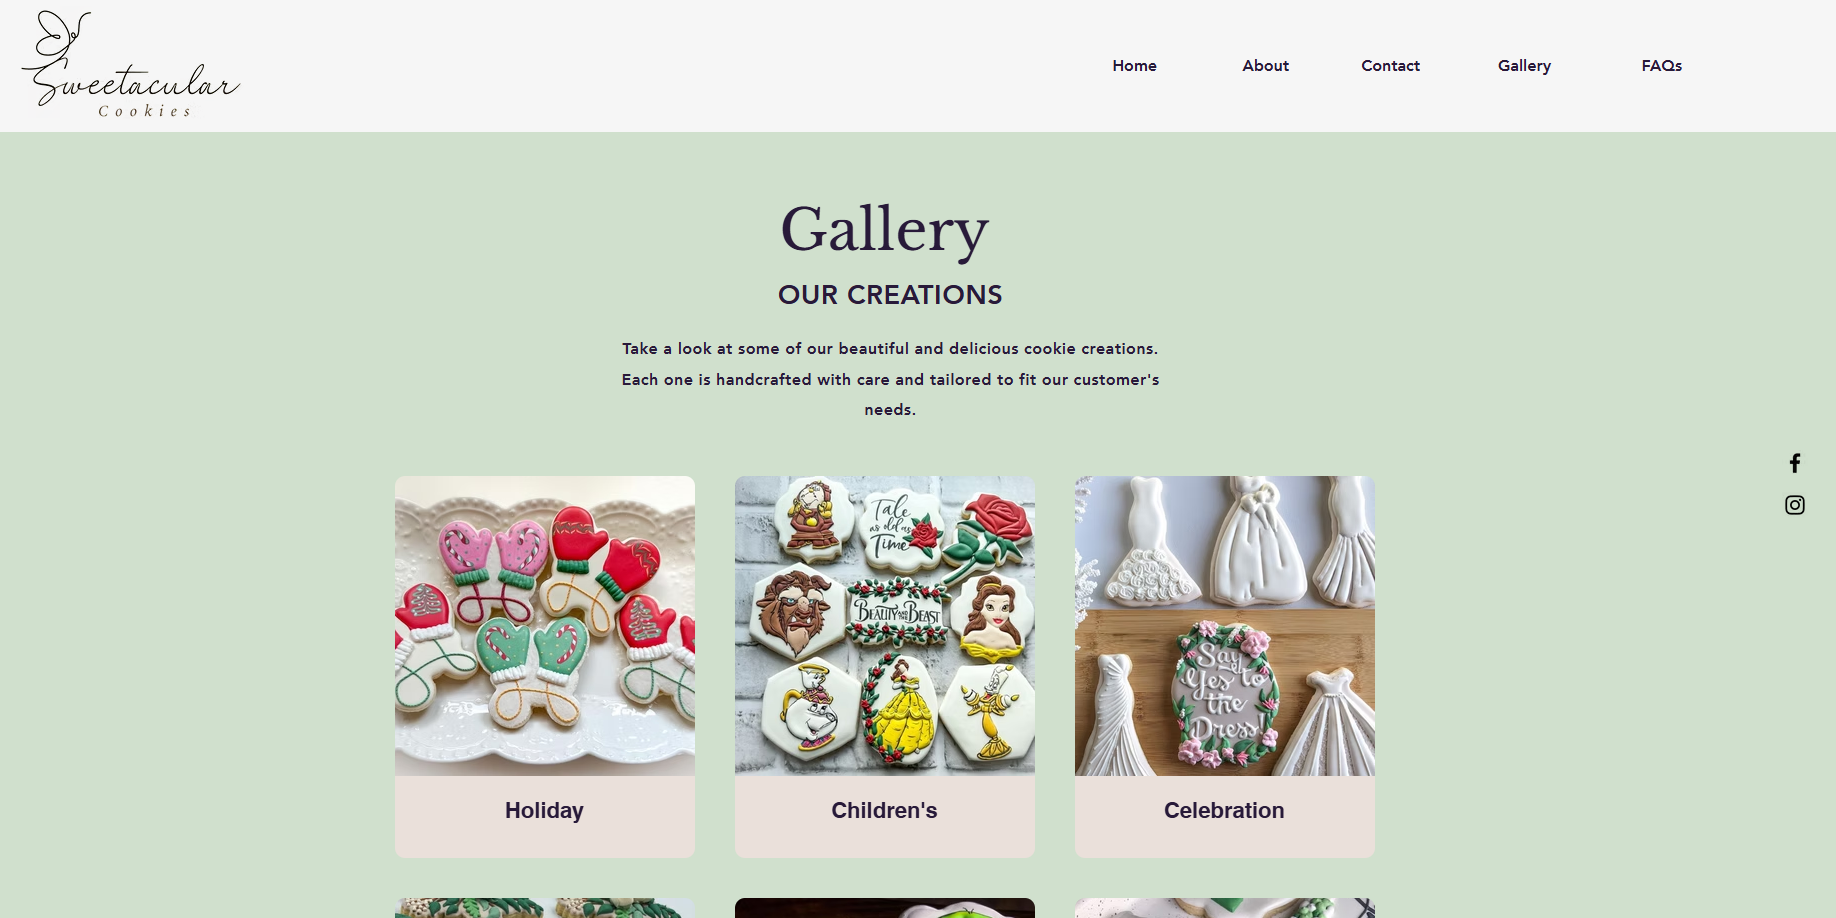 Sweetacular
Cookies
Home
About
Contact
Gallery
FAQs
Gallery
OUR CREATIONS
Take a look at some of our beautiful and delicious cookie creations.
Each one is handcrafted with care and tailored to fit our customer's
needs.
Tale
as old as
Time
BEAUTY AND THE BEAST
Say
Yes to
the
Dress!
Holiday
Children's
Celebration